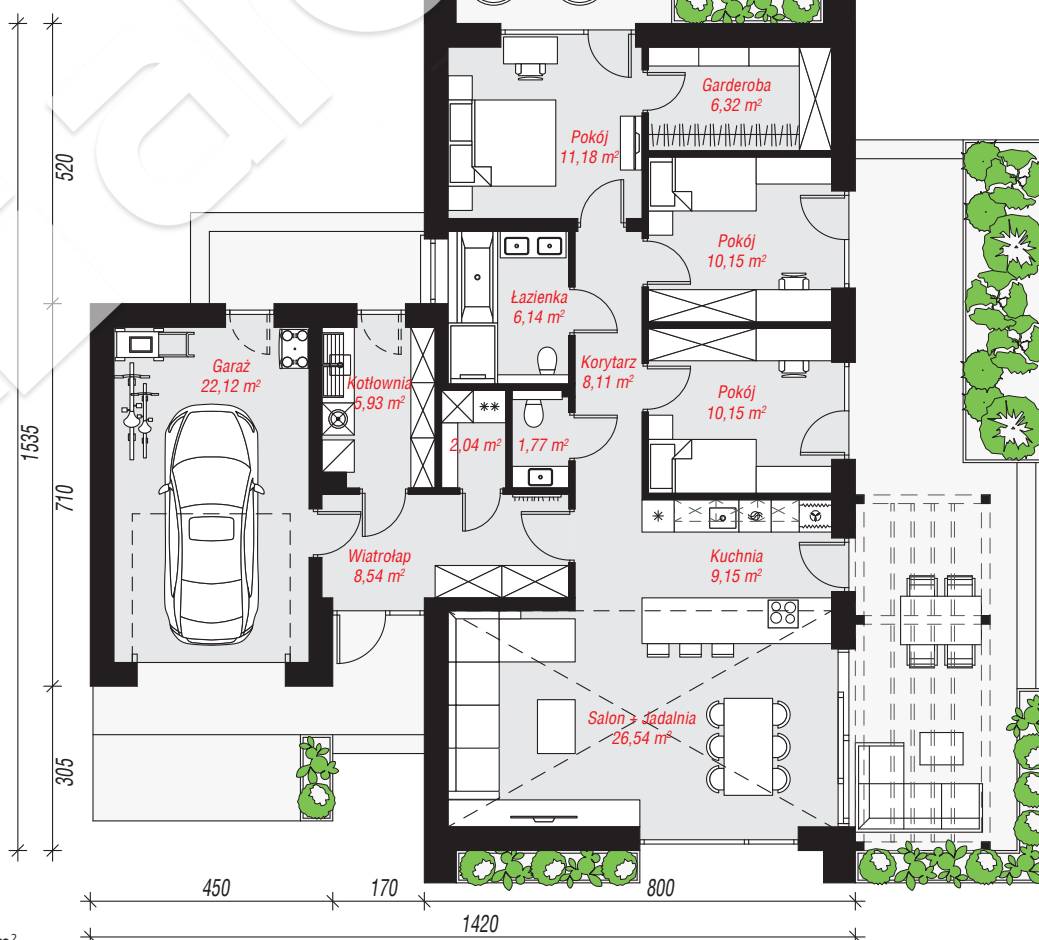 Garderoba
6,32 m²
Pokój
11,18 m²
520
Pokój
10,15 m²
Łazienka
6,14 m²
Korytarz
8,11 m²
Garaż
22,12 m²
Kotłownia
5,93 m²
Pokój
10,15 m²
2,04 m²
1,77 m²
1535
710
Wiatrołap
8,54 m²
Kuchnia
9,15 m²
Salon + Jadalnia
26,54 m²
305
450
170
800
1420
m²